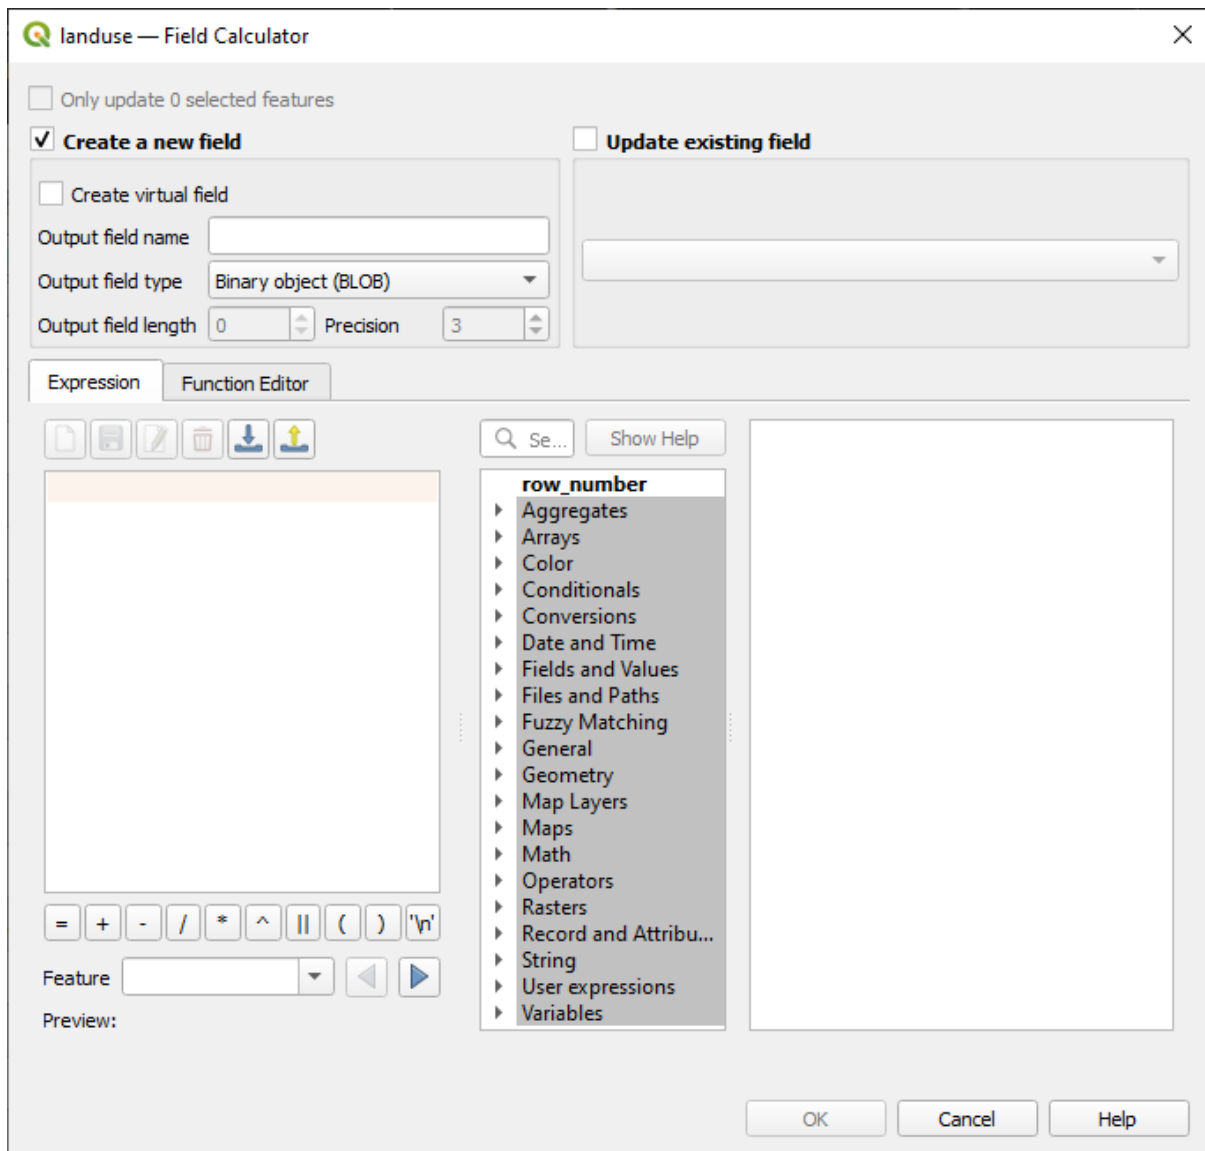 landuse — Field Calculator
Only update 0 selected features
Create a new field
Update existing field
Create virtual field
Output field name
Output field type Binary object (BLOB)
Output field length 0 Precision 3
Expression Function Editor
Se... Show Help
row_number
Aggregates
Arrays
Color
Conditionals
Conversions
Date and Time
Fields and Values
Files and Paths
Fuzzy Matching
General
Geometry
Map Layers
Maps
Math
Operators
Rasters
Record and Attribu...
String
User expressions
Variables
= + - / * ^ || ( ) '\n'
Feature
Preview:
OK Cancel Help